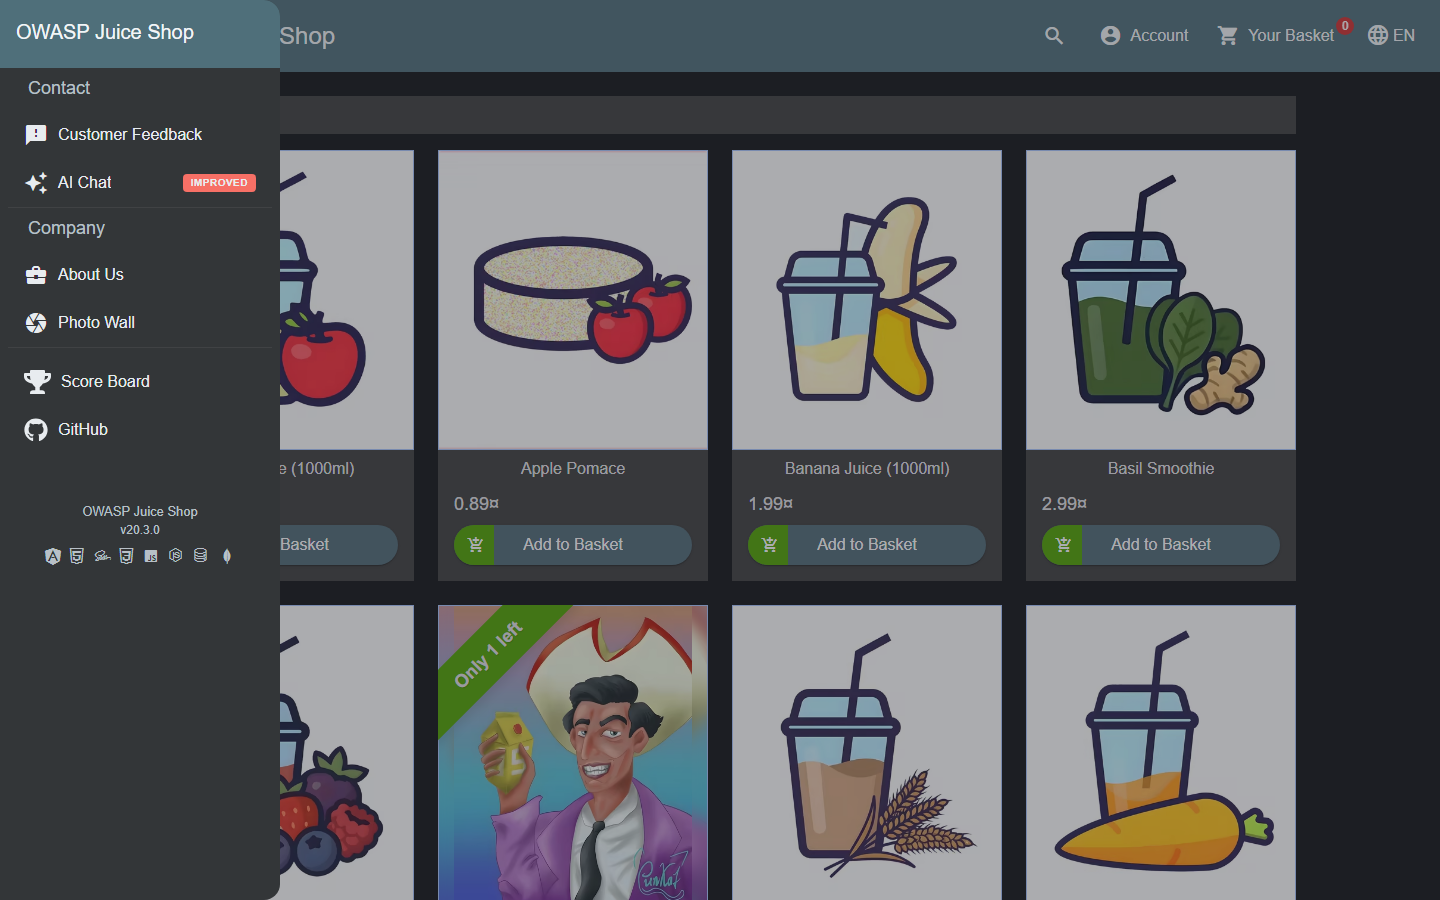 OWASP Juice Shop
Shop
Account
Your Basket
0
EN
Contact
Customer Feedback
AI Chat
IMPROVED
Company
About Us
Photo Wall
Score Board
GitHub
OWASP Juice Shop
v20.3.0
e (1000ml)
Basket
Apple Pomace
0.89¤
Add to Basket
Banana Juice (1000ml)
1.99¤
Add to Basket
Basil Smoothie
2.99¤
Add to Basket
Only 1 left